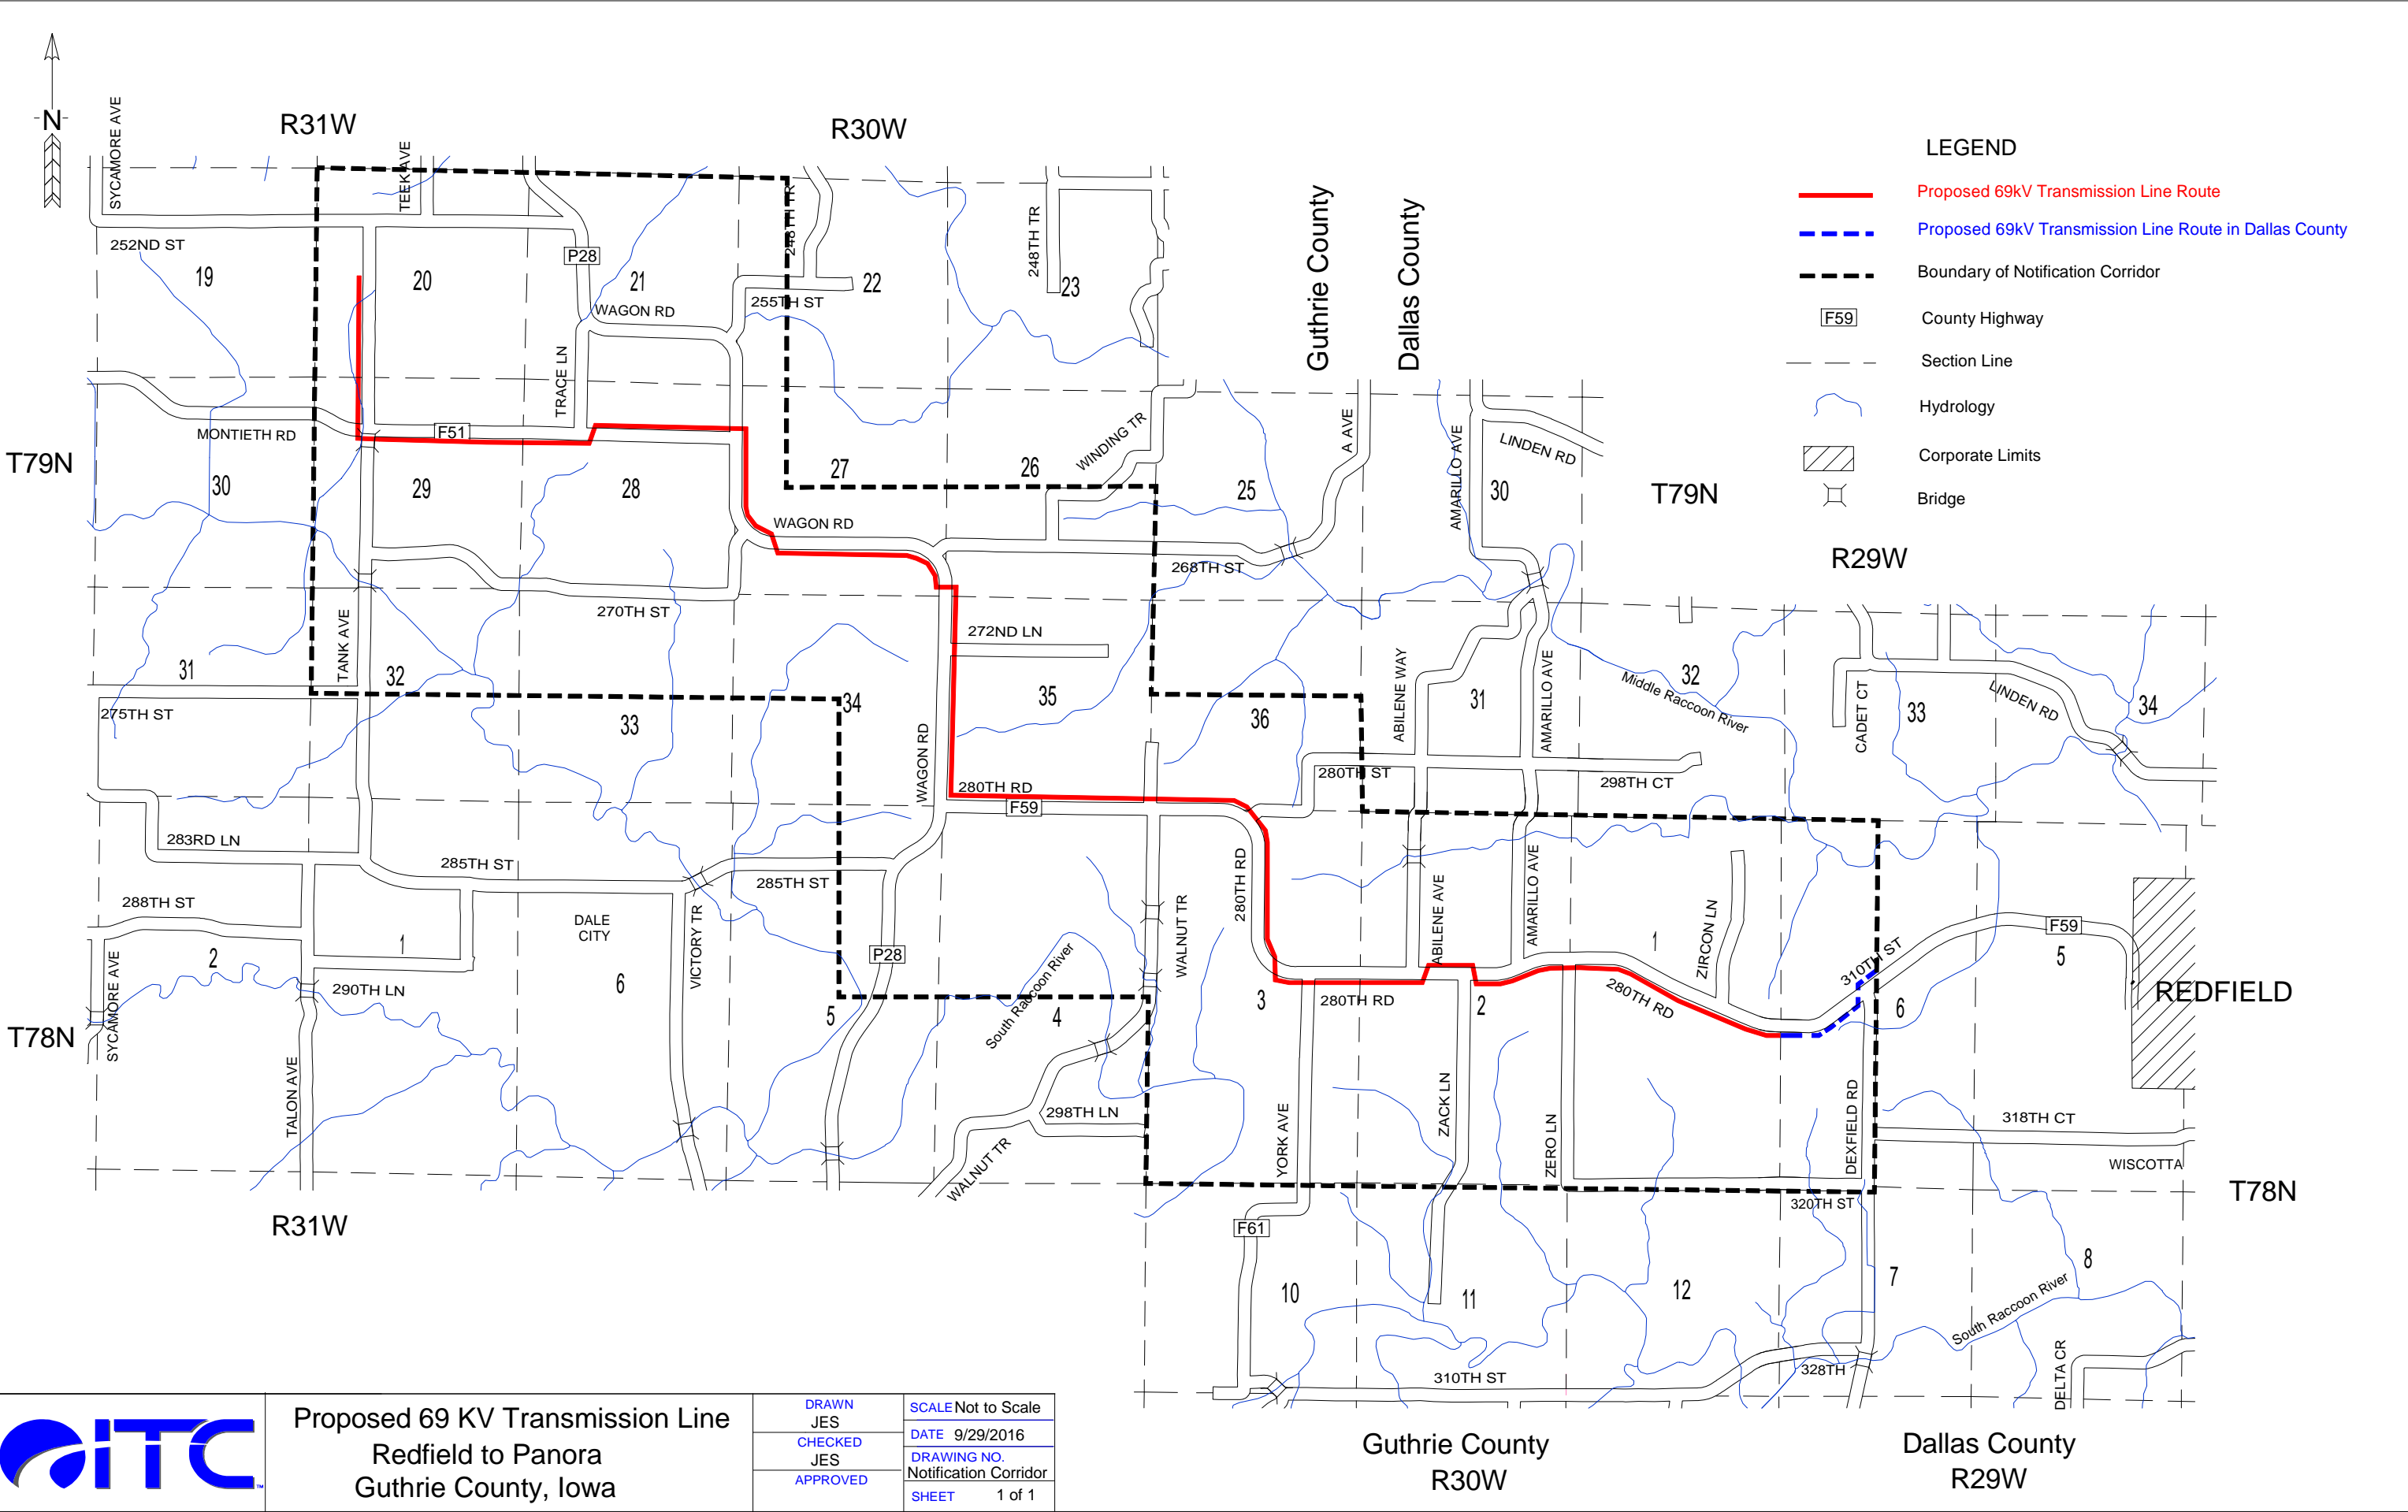 N
R31W
R30W
SYCAMORE AVE
TEEK AVE
248TH TR
248TH TR
Guthrie County
Dallas County
LEGEND
Proposed 69kV Transmission Line Route
Proposed 69kV Transmission Line Route in Dallas County
Boundary of Notification Corridor
F59
County Highway
Section Line
Hydrology
Corporate Limits
Bridge
252ND ST
19
20
P28
21
255TH ST
22
23
WAGON RD
TRACE LN
MONTIETH RD
F51
T79N
30
29
28
27
26
WINDING TR
25
A AVE
AMARILLO AVE
LINDEN RD
30
T79N
R29W
WAGON RD
268TH ST
270TH ST
272ND LN
TANK AVE
31
32
33
34
35
36
ABILENE WAY
31
AMARILLO AVE
32
Middle Raccoon River
CADET CT
33
LINDEN RD
34
275TH ST
WAGON RD
280TH RD
F59
280TH ST
298TH CT
283RD LN
285TH ST
285TH ST
280TH RD
288TH ST
DALE
CITY
VICTORY TR
P28
WALNUT TR
ABILENE AVE
AMARILLO AVE
ZIRCON LN
310TH ST
F59
2
1
6
5
4
3
2
1
6
5
South Raccoon River
290TH LN
280TH RD
280TH RD
REDFIELD
T78N
SYCAMORE AVE
TALON AVE
298TH LN
WALNUT TR
YORK AVE
ZACK LN
ZERO LN
DEXFIELD RD
318TH CT
WISCOTTA
T78N
R31W
F61
320TH ST
10
11
12
7
8
South Raccoon River
310TH ST
328TH
DELTA CR
Guthrie County
R30W
Dallas County
R29W
ITC
TM
Proposed 69 KV Transmission Line
Redfield to Panora
Guthrie County, Iowa
DRAWN
JES
CHECKED
JES
APPROVED
SCALE Not to Scale
DATE 9/29/2016
DRAWING NO.
Notification Corridor
SHEET 1 of 1